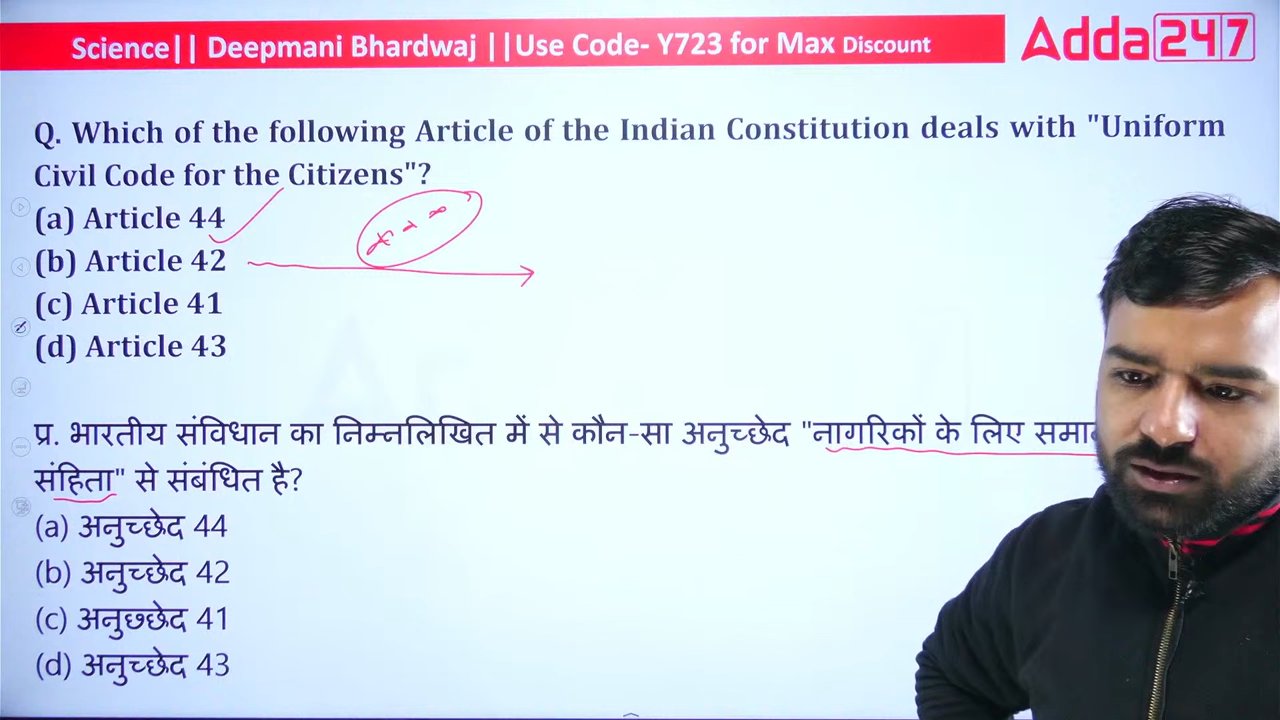 Science|| Deepmani Bhardwaj ||Use Code- Y723 for Max Discount
Adda247
Q. Which of the following Article of the Indian Constitution deals with "Uniform
Civil Code for the Citizens"?
(a) Article 44
(b) Article 42
(c) Article 41
(d) Article 43
प्र. भारतीय संविधान का निम्नलिखित में से कौन-सा अनुच्छेद "नागरिकों के लिए
संहिता" से संबंधित है?
(a) अनुच्छेद 44
(b) अनुच्छेद 42
(c) अनुछ्छेद 41
(d) अनुच्छेद 43